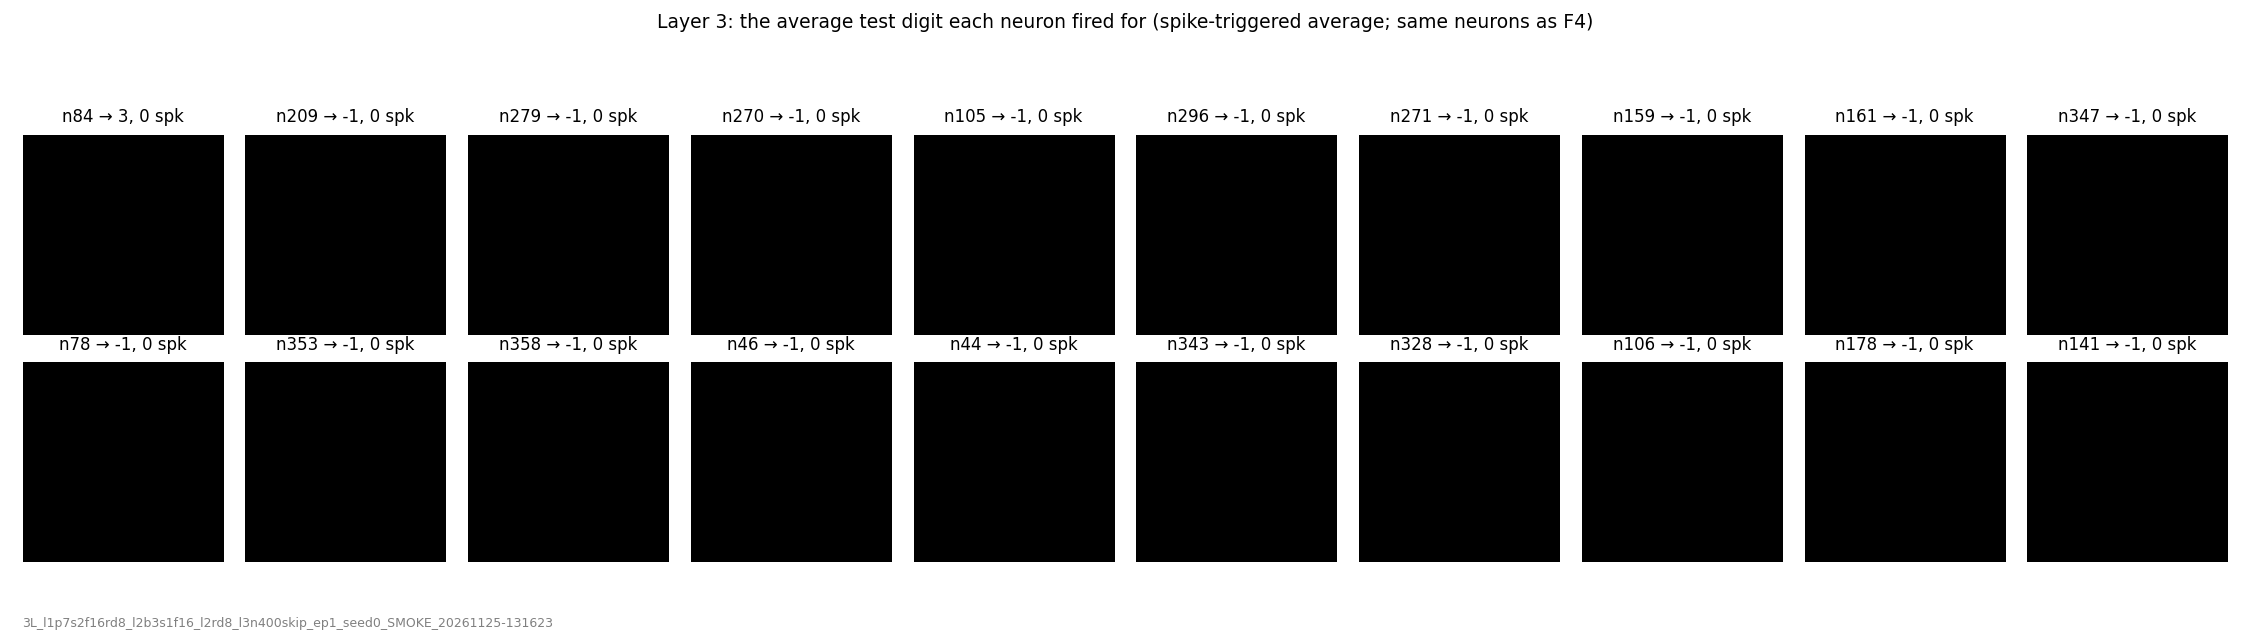 Layer 3: the average test digit each neuron fired for (spike-triggered average; same neurons as F4)
n84 → 3, 0 spk n209 → -1, 0 spk n279 → -1, 0 spk n270 → -1, 0 spk n105 → -1, 0 spk n296 → -1, 0 spk n271 → -1, 0 spk n159 → -1, 0 spk n161 → -1, 0 spk n347 → -1, 0 spk
n78 → -1, 0 spk n353 → -1, 0 spk n358 → -1, 0 spk n46 → -1, 0 spk n44 → -1, 0 spk n343 → -1, 0 spk n328 → -1, 0 spk n106 → -1, 0 spk n178 → -1, 0 spk n141 → -1, 0 spk
3L_l1p7s2f16rd8_l2b3s1f16_l2rd8_l3n400skip_ep1_seed0_SMOKE_20261125-131623